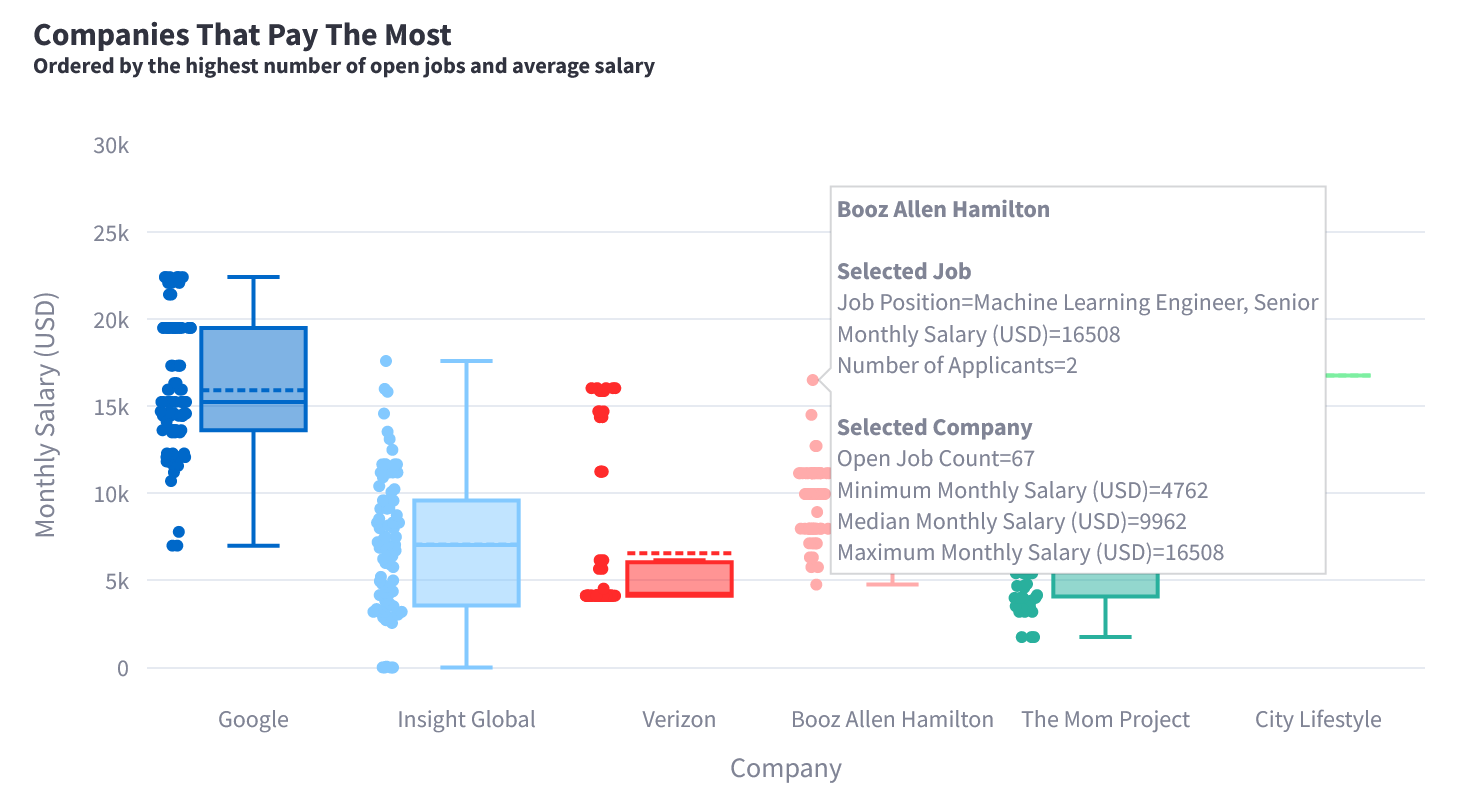 Companies That Pay The Most
Ordered by the highest number of open jobs and average salary
30k
25k
20k
15k
10k
5k
0
Monthly Salary (USD)
Booz Allen Hamilton
Selected Job
Job Position=Machine Learning Engineer, Senior
Monthly Salary (USD)=16508
Number of Applicants=2
Selected Company
Open Job Count=67
Minimum Monthly Salary (USD)=4762
Median Monthly Salary (USD)=9962
Maximum Monthly Salary (USD)=16508
Google
Insight Global
Verizon
Booz Allen Hamilton
The Mom Project
City Lifestyle
Company